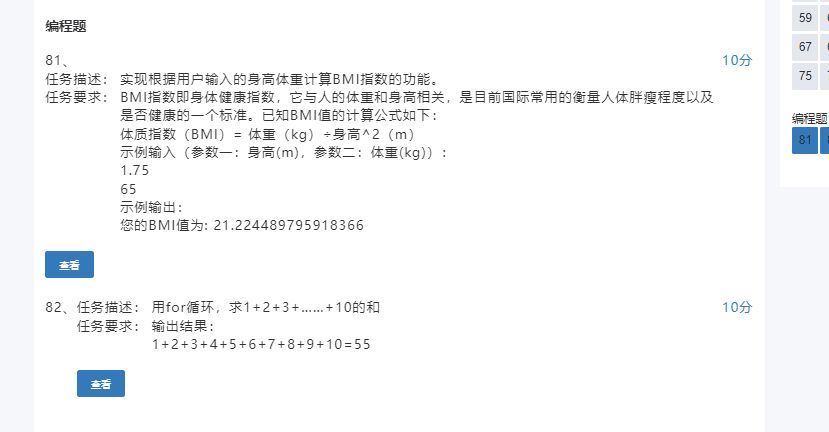 编程题
81、 10分
任务描述： 实现根据用户输入的身高体重计算BMI指数的功能。
任务要求： BMI指数即身体健康指数，它与人的体重和身高相关，是目前国际常用的衡量人体胖瘦程度以及
是否健康的一个标准。已知BMI值的计算公式如下：
体质指数（BMI）= 体重（kg）÷身高^2（m）
示例输入（参数一：身高(m)，参数二：体重(kg)）：
1.75
65
示例输出：
您的BMI值为: 21.224489795918366
查看
82、任务描述： 用for循环，求1+2+3+……+10的和 10分
任务要求： 输出结果：
1+2+3+4+5+6+7+8+9+10=55
查看
59
67
75
编程题
81